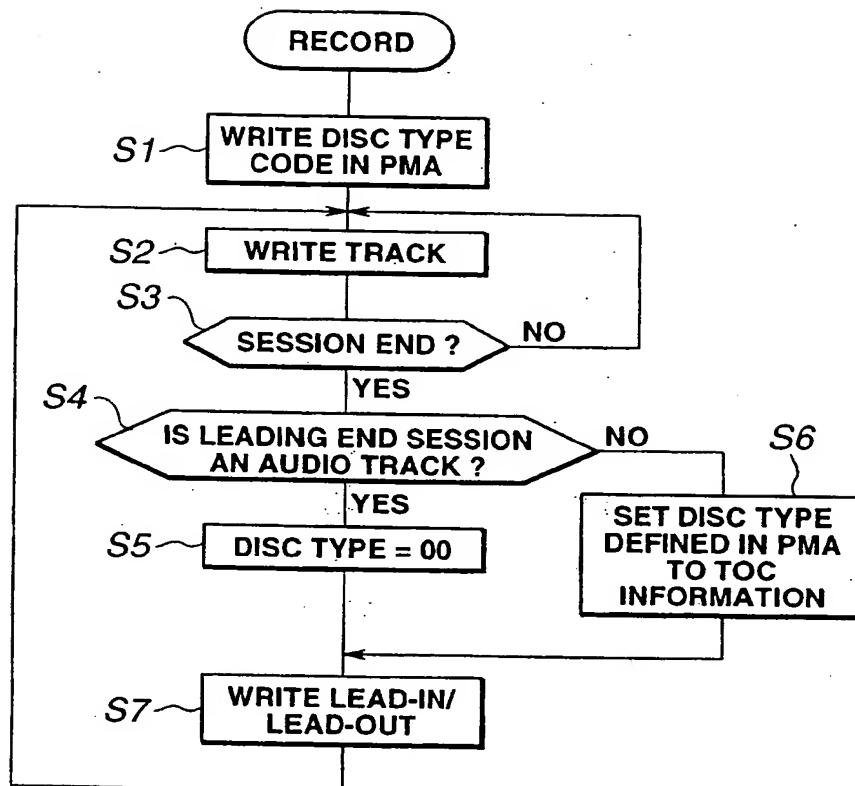 RECORD
S1
WRITE DISC TYPE
CODE IN PMA
S2
WRITE TRACK
S3
SESSION END ?
NO
YES
S4
IS LEADING END SESSION
AN AUDIO TRACK ?
NO
YES
S5
DISC TYPE = 00
S6
SET DISC TYPE
DEFINED IN PMA
TO TOC
INFORMATION
S7
WRITE LEAD-IN/
LEAD-OUT